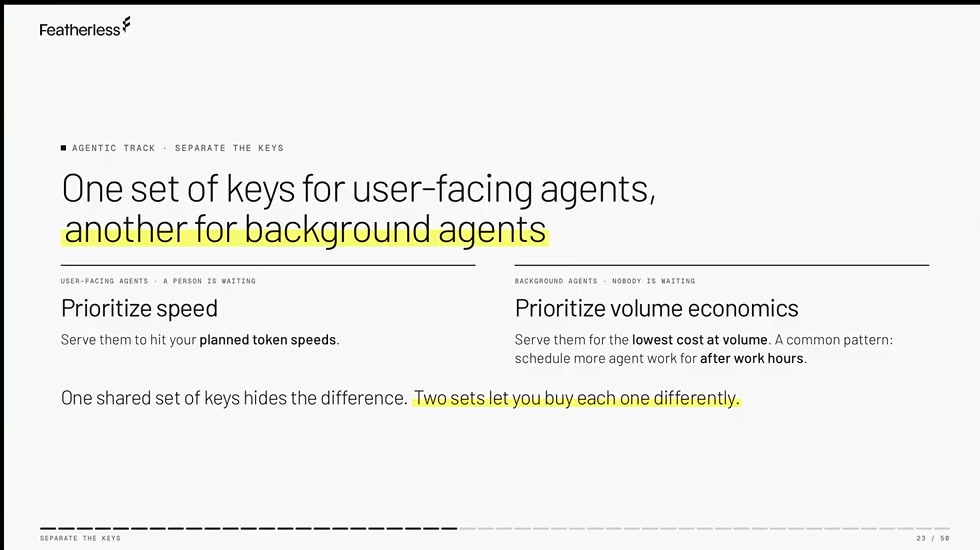 Featherless
AGENTIC TRACK · SEPARATE THE KEYS
One set of keys for user-facing agents,
another for background agents
USER-FACING AGENTS · A PERSON IS WAITING
Prioritize speed
Serve them to hit your planned token speeds.
BACKGROUND AGENTS · NOBODY IS WAITING
Prioritize volume economics
Serve them for the lowest cost at volume. A common pattern:
schedule more agent work for after work hours.
One shared set of keys hides the difference. Two sets let you buy each one differently.
SEPARATE THE KEYS
23 / 50